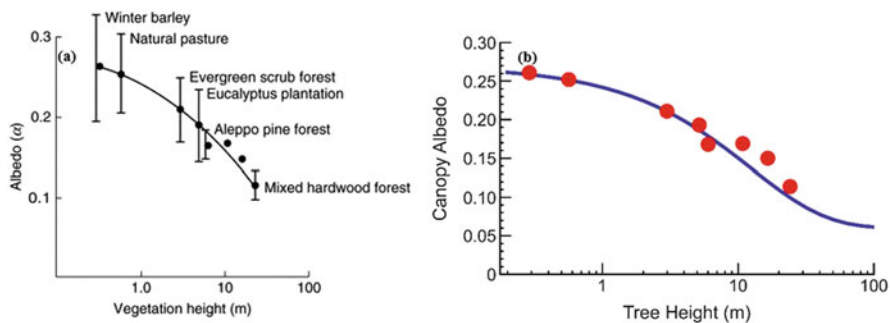 Winter barley
0.3
(a)
Natural pasture
Evergreen scrub forest
Eucalyptus plantation
0.2
Aleppo pine forest
Mixed hardwood forest
0.1
Albedo (α)
1.0
10
100
Vegetation height (m)
0.30
(b)
0.25
0.20
0.15
0.10
0.05
0
Canopy Albedo
1
10
100
Tree Height (m)